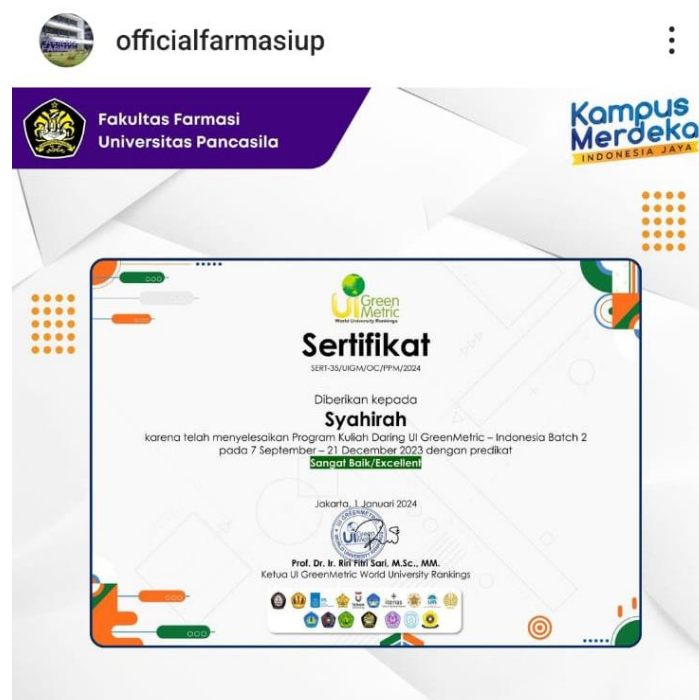 officialfarmasiup
Fakultas Farmasi
Universitas Pancasila
Kampus
Merdeka
INDONESIA JAYA
UI Green
Metric
World University Rankings
Sertifikat
SERT-35/UIGM/OC/PPM/2024
Diberikan kepada
Syahirah
karena telah menyelesaikan Program Kuliah Daring UI GreenMetric – Indonesia Batch 2
pada 7 September – 21 December 2023 dengan predikat
Sangat Baik/Excellent
Jakarta, 1 Januari 2024
Prof. Dr. Ir. Riri Fitri Sari, M.Sc., MM.
Ketua UI GreenMetric World University Rankings